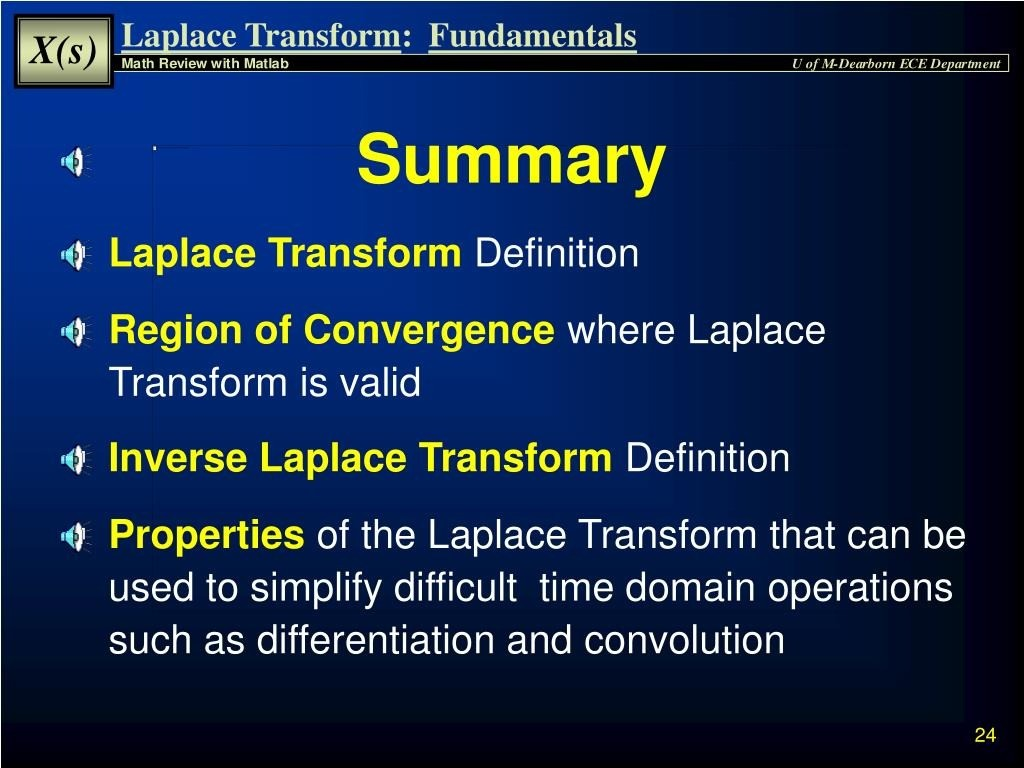 X(s)
Laplace Transform: Fundamentals
Math Review with Matlab
U of M-Dearborn ECE Department
Summary
Laplace Transform Definition
Region of Convergence where Laplace
Transform is valid
Inverse Laplace Transform Definition
Properties of the Laplace Transform that can be
used to simplify difficult time domain operations
such as differentiation and convolution
24